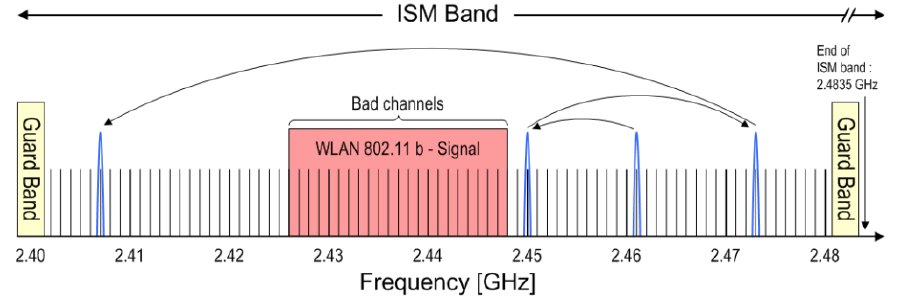 ISM Band
End of
ISM band :
2.4835 GHz
Bad channels
Guard Band
WLAN 802.11 b - Signal
Guard Band
2.40 2.41 2.42 2.43 2.44 2.45 2.46 2.47 2.48
Frequency [GHz]